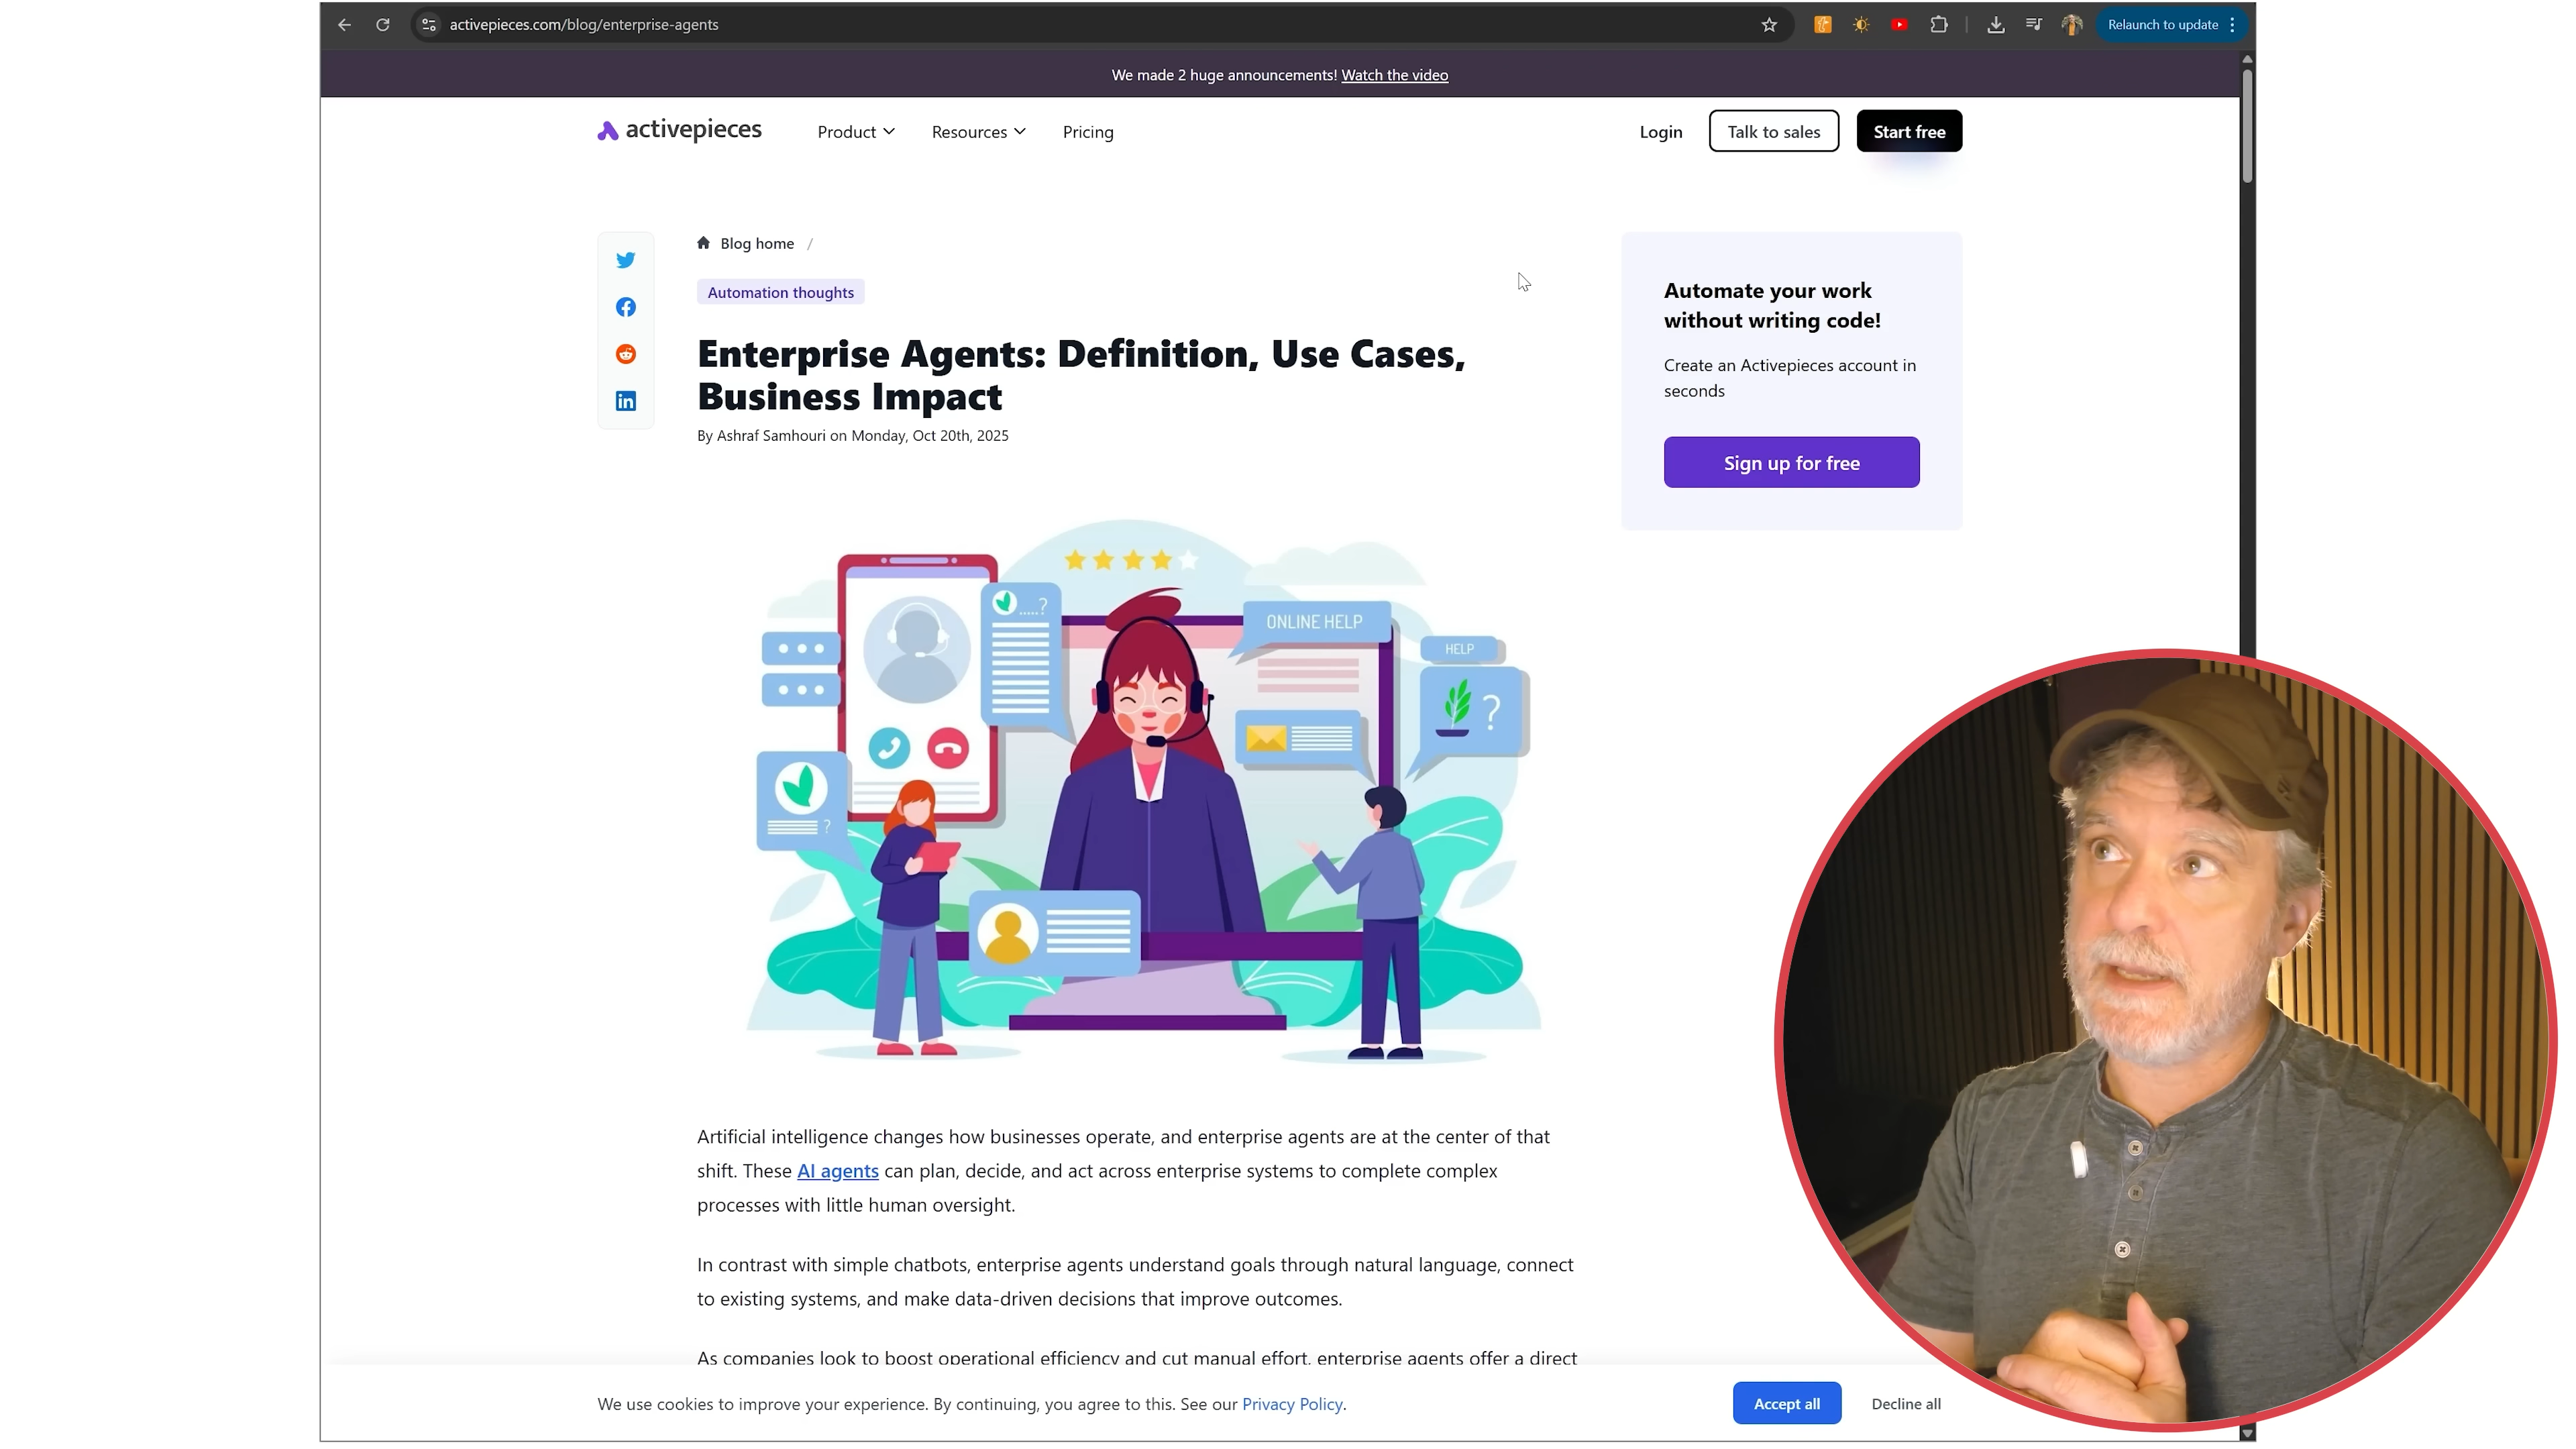 activepieces.com/blog/enterprise-agents
Relaunch to update
We made 2 huge announcements! Watch the video
activepieces
Product
Resources
Pricing
Login
Talk to sales
Start free
Blog home /
Automation thoughts
Enterprise Agents: Definition, Use Cases,
Business Impact
By Ashraf Samhouri on Monday, Oct 20th, 2025
Automate your work
without writing code!
Create an Activepieces account in
seconds
Sign up for free
.....?
ONLINE HELP
HELP
?
?
Artificial intelligence changes how businesses operate, and enterprise agents are at the center of that
shift. These AI agents can plan, decide, and act across enterprise systems to complete complex
processes with little human oversight.
In contrast with simple chatbots, enterprise agents understand goals through natural language, connect
to existing systems, and make data-driven decisions that improve outcomes.
As companies look to boost operational efficiency and cut manual effort, enterprise agents offer a direct
We use cookies to improve your experience. By continuing, you agree to this. See our Privacy Policy.
Accept all
Decline all